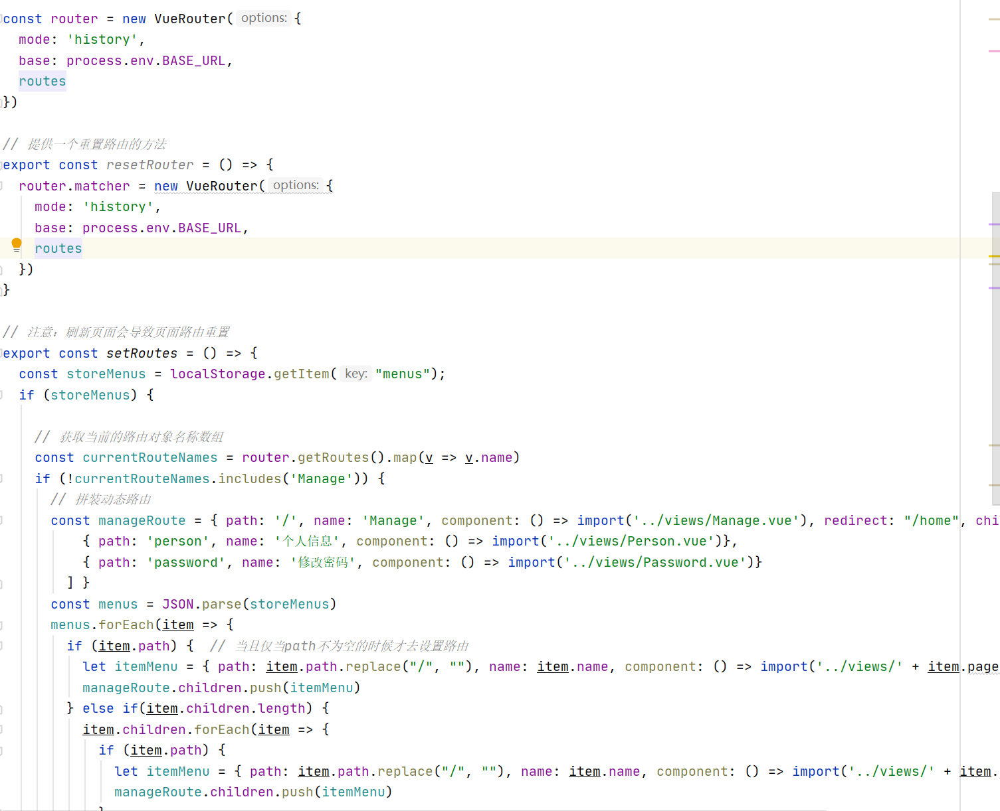 const router = new VueRouter( options: {
  mode: 'history',
  base: process.env.BASE_URL,
  routes
})
// 提供一个重置路由的方法
export const resetRouter = () => {
  router.matcher = new VueRouter( options: {
    mode: 'history',
    base: process.env.BASE_URL,
    routes
  })
}
// 注意：刷新页面会导致页面路由重置
export const setRoutes = () => {
  const storeMenus = localStorage.getItem( key: "menus");
  if (storeMenus) {
    // 获取当前的路由对象名称数组
    const currentRouteNames = router.getRoutes().map(v => v.name)
    if (!currentRouteNames.includes('Manage')) {
      // 拼装动态路由
      const manageRoute = { path: '/', name: 'Manage', component: () => import('../views/Manage.vue'), redirect: "/home", chi
          { path: 'person', name: '个人信息', component: () => import('../views/Person.vue')},
          { path: 'password', name: '修改密码', component: () => import('../views/Password.vue')}
        ] }
      const menus = JSON.parse(storeMenus)
      menus.forEach(item => {
        if (item.path) {  // 当且仅当path不为空的时候才去设置路由
          let itemMenu = { path: item.path.replace("/", ""), name: item.name, component: () => import('../views/' + item.page
          manageRoute.children.push(itemMenu)
        } else if(item.children.length) {
          item.children.forEach(item => {
            if (item.path) {
              let itemMenu = { path: item.path.replace("/", ""), name: item.name, component: () => import('../views/' + item.
              manageRoute.children.push(itemMenu)